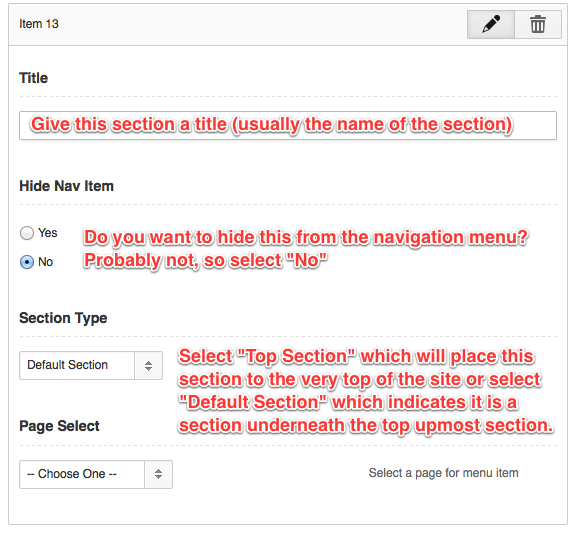 Item 13
Title
Give this section a title (usually the name of the section)
Hide Nav Item
Yes
No
Do you want to hide this from the navigation menu?
Probably not, so select "No"
Section Type
Default Section
Select "Top Section" which will place this
section to the very top of the site or select
"Default Section" which indicates it is a
section underneath the top upmost section.
Page Select
-- Choose One --
Select a page for menu item